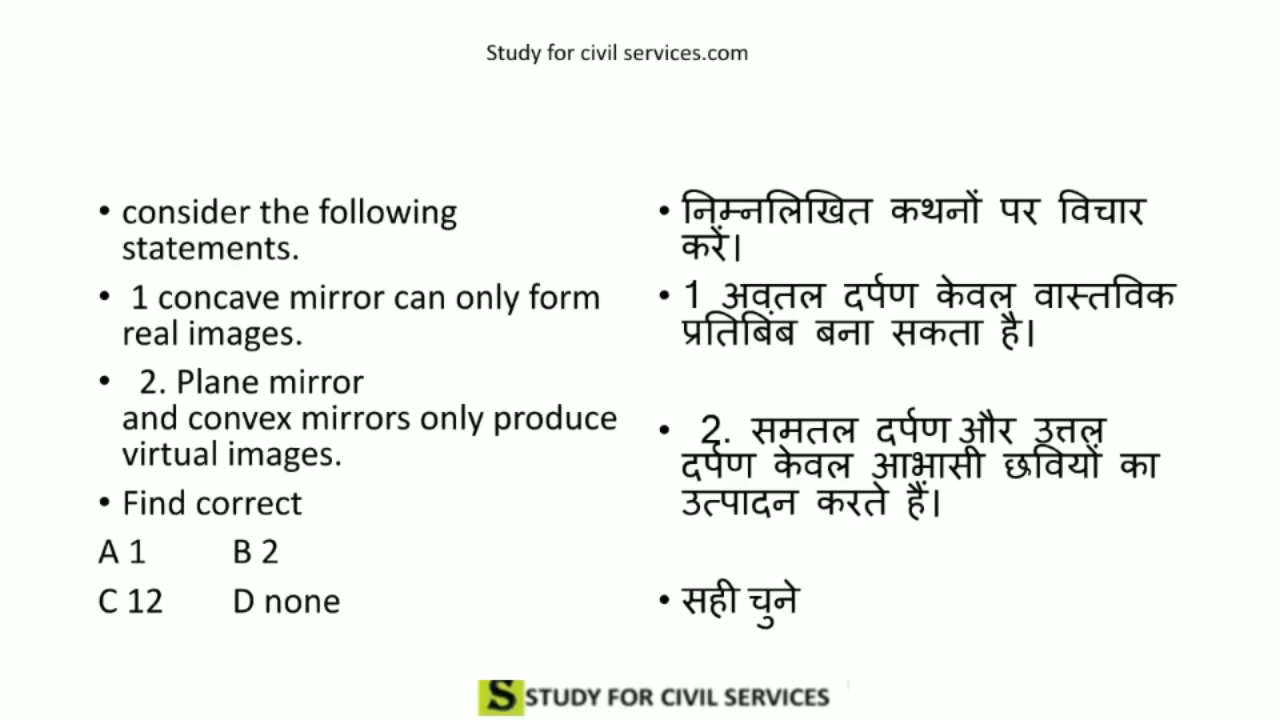 Study for civil services.com
• consider the following
statements.
• 1 concave mirror can only form
real images.
• 2. Plane mirror
and convex mirrors only produce
virtual images.
• Find correct
A 1 B 2
C 12 D none
• निम्नलिखित कथनों पर विचार
करें।
• 1 अवतल दर्पण केवल वास्तविक
प्रतिबिंब बना सकता है।
• 2. समतल दर्पण और उत्तल
दर्पण केवल आभासी छवियों का
उत्पादन करते हैं।
• सही चुने
S STUDY FOR CIVIL SERVICES